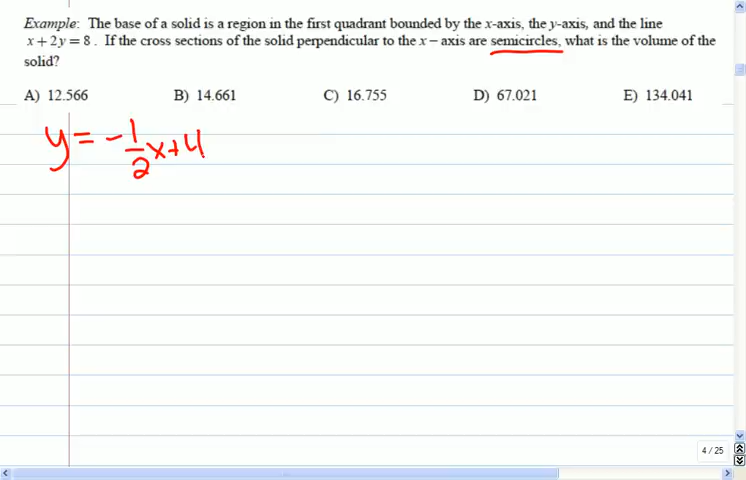 Example: The base of a solid is a region in the first quadrant bounded by the x-axis, the y-axis, and the line
x + 2y = 8 . If the cross sections of the solid perpendicular to the x − axis are semicircles, what is the volume of the
solid?
A) 12.566 B) 14.661 C) 16.755 D) 67.021 E) 134.041
y = -1/2 x + 4
4 / 25